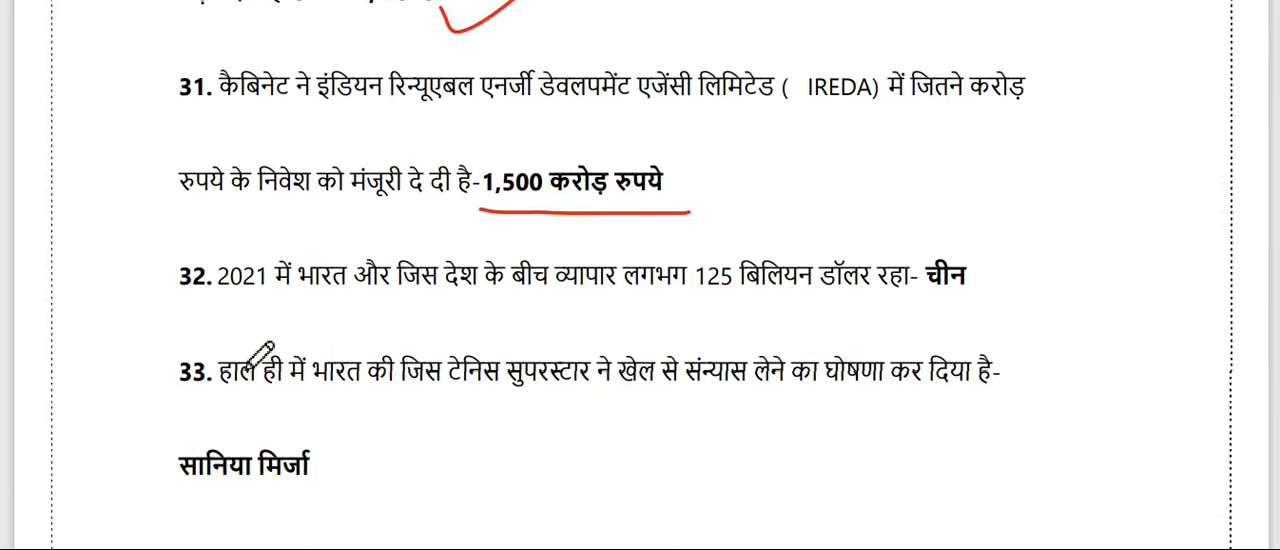 31. कैबिनेट ने इंडियन रिन्यूएबल एनर्जी डेवलपमेंट एजेंसी लिमिटेड ( IREDA) में जितने करोड़
रुपये के निवेश को मंजूरी दे दी है-1,500 करोड़ रुपये
32. 2021 में भारत और जिस देश के बीच व्यापार लगभग 125 बिलियन डॉलर रहा- चीन
33. हाल ही में भारत की जिस टेनिस सुपरस्टार ने खेल से संन्यास लेने का घोषणा कर दिया है-
सानिया मिर्जा